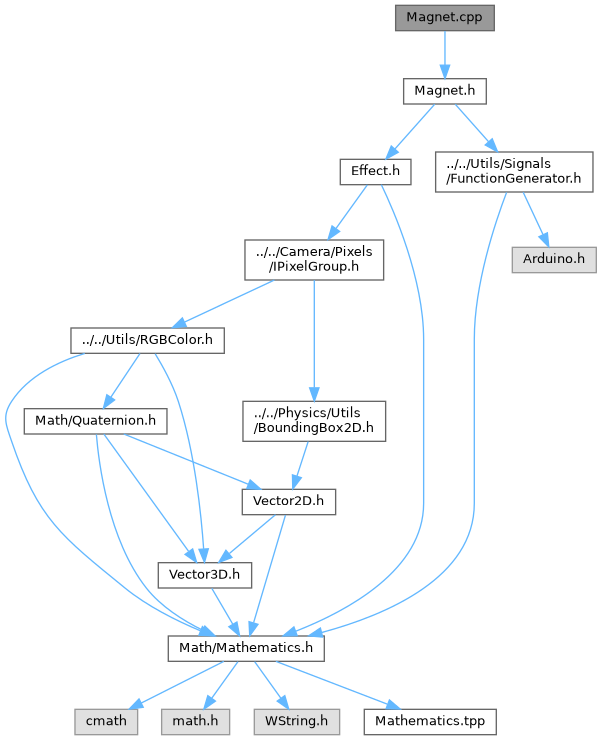 Magnet.cpp
Magnet.h
Effect.h
../../Utils/Signals
/FunctionGenerator.h
../../Camera/Pixels
/IPixelGroup.h
Arduino.h
../../Utils/RGBColor.h
Math/Quaternion.h
../../Physics/Utils
/BoundingBox2D.h
Vector2D.h
Vector3D.h
Math/Mathematics.h
cmath
math.h
WString.h
Mathematics.tpp